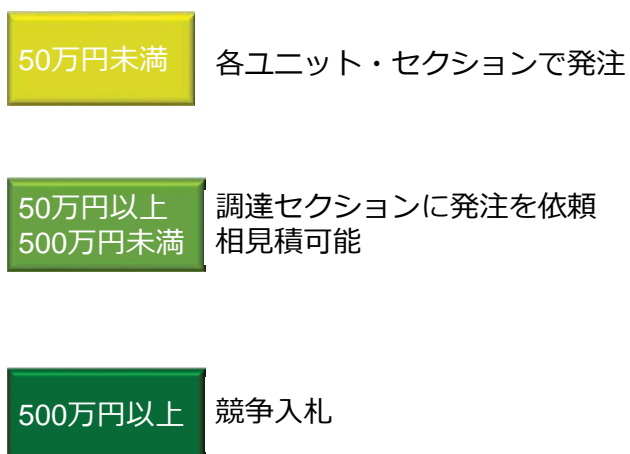 50万円未満
各ユニット・セクションで発注
50万円以上
500万円未満
調達セクションに発注を依頼
相見積可能
500万円以上
競争入札